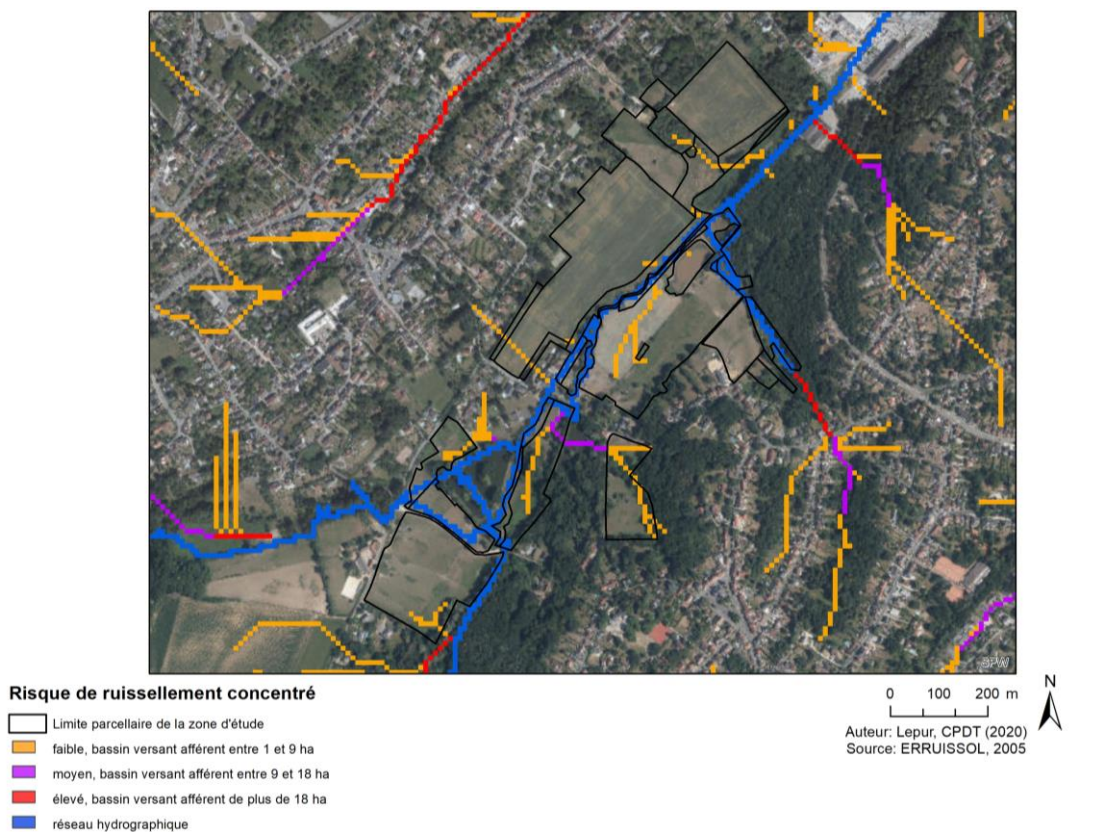 SPW
Risque de ruissellement concentré
Limite parcellaire de la zone d'étude
faible, bassin versant afférent entre 1 et 9 ha
moyen, bassin versant afférent entre 9 et 18 ha
élevé, bassin versant afférent de plus de 18 ha
réseau hydrographique
0 100 200 m
N
Auteur: Lepur, CPDT (2020)
Source: ERRUISSOL, 2005